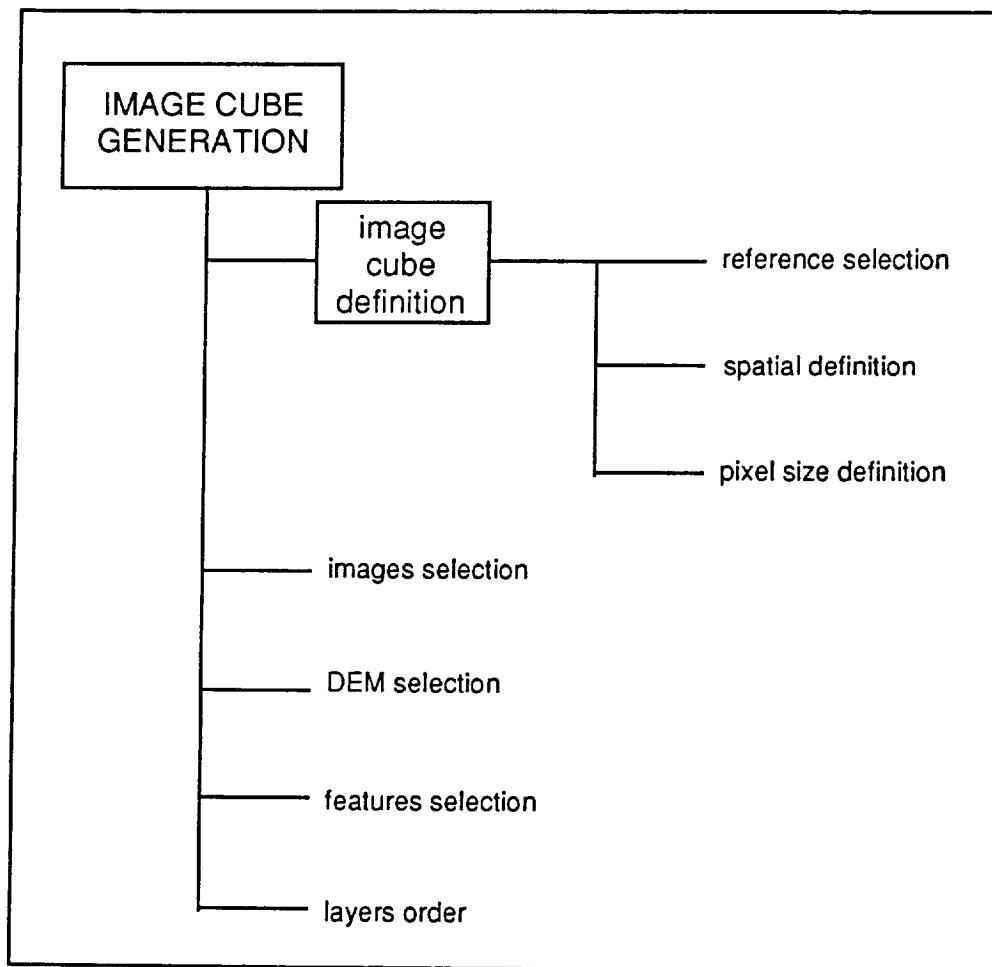 IMAGE CUBE
GENERATION
image
cube
definition
reference selection
spatial definition
pixel size definition
images selection
DEM selection
features selection
layers order